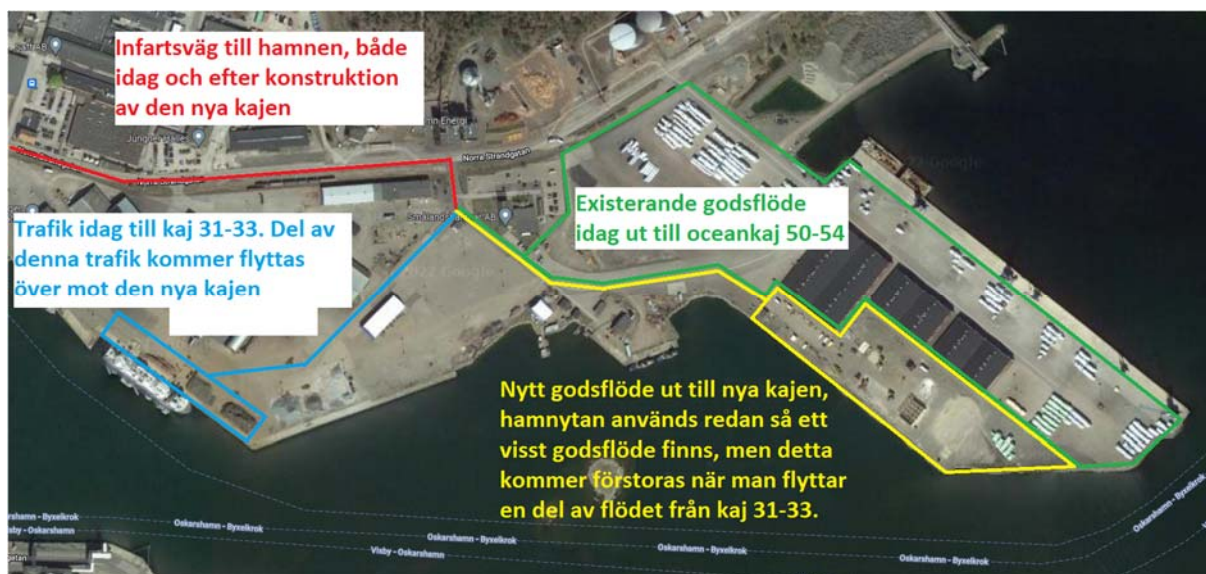 Infartsväg till hamnen, både
idag och efter konstruktion
av den nya kajen
Norra Strandgatan
Existerande godsflöde
idag ut till oceankaj 50-54
Trafik idag till kaj 31-33. Del av
denna trafik kommer flyttas
över mot den nya kajen
Google
Nytt godsflöde ut till nya kajen,
hamnytan används redan så ett
visst godsflöde finns, men detta
kommer förstoras när man flyttar
en del av flödet från kaj 31-33.
Oskarshamn - Byxelkrok
Oskarshamn - Byxelkrok
Oskarshamn - Byxelkrok
Oskarshamn - Byxelkrok
Visby - Oskarshamn
Visby - Oskarshamn